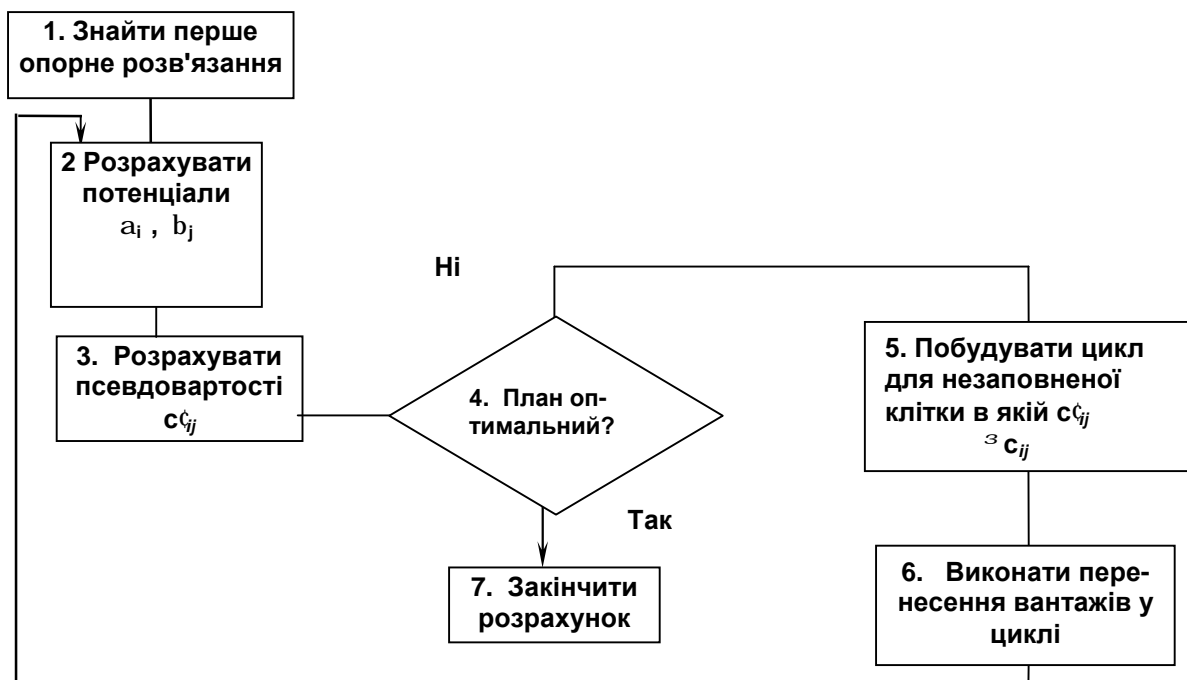 1. Знайти перше
опорне розв'язання
2 Розрахувати
потенціали
a i , b j
3. Розрахувати
псевдовартості
c¢ij
Ні
4. План оп-
тимальний?
Так
7. Закінчити
розрахунок
5. Побудувати цикл
для незаповненої
клітки в якій c¢ij
³ cij
6. Виконати пере-
несення вантажів у
циклі